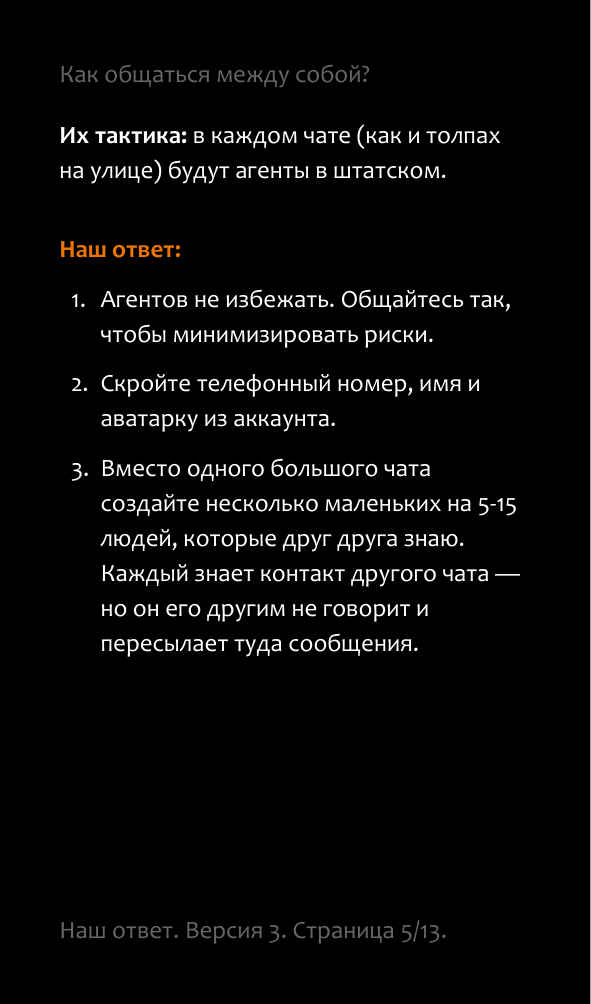 Как общаться между собой?
Их тактика: в каждом чате (как и толпах
на улице) будут агенты в штатском.
Наш ответ:
1. Агентов не избежать. Общайтесь так,
чтобы минимизировать риски.
2. Скройте телефонный номер, имя и
аватарку из аккаунта.
3. Вместо одного большого чата
создайте несколько маленьких на 5-15
людей, которые друг друга знаю.
Каждый знает контакт другого чата —
но он его другим не говорит и
пересылает туда сообщения.
Наш ответ. Версия 3. Страница 5/13.